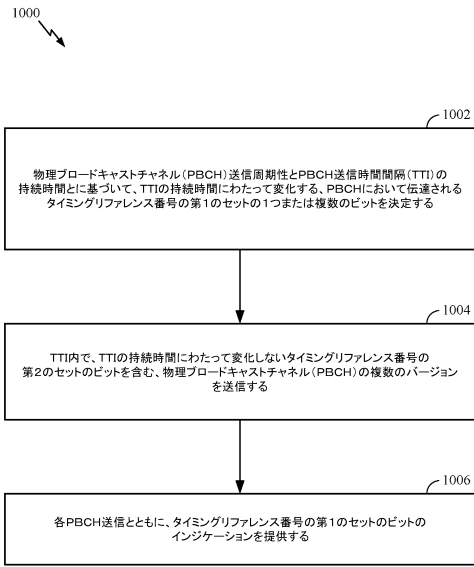 1000
1002
物理ブロードキャストチャネル(PBCH)送信周期性とPBCH送信時間間隔(TTI)の
持続時間とに基づいて、TTIの持続時間にわたって変化する、PBCHにおいて伝達される
タイミングリファレンス番号の第1のセットの1つまたは複数のビットを決定する
1004
TTI内で、TTIの持続時間にわたって変化しないタイミングリファレンス番号の
第2のセットのビットを含む、物理ブロードキャストチャネル(PBCH)の複数のバージョン
を送信する
1006
各PBCH送信とともに、タイミングリファレンス番号の第1のセットのビットの
インジケーションを提供する